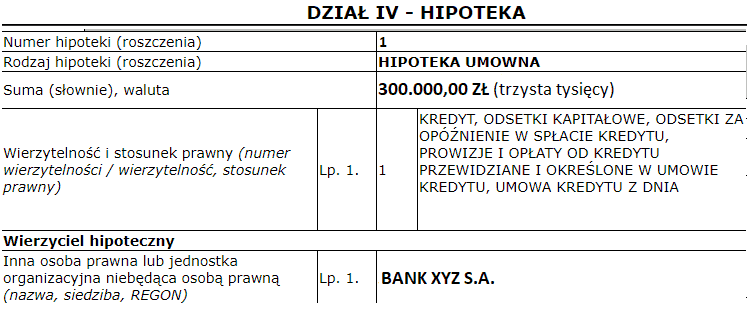 DZIAŁ IV - HIPOTEKA
Numer hipoteki (roszczenia) 1
Rodzaj hipoteki (roszczenia) HIPOTEKA UMOWNA
Suma (słownie), waluta 300.000,00 ZŁ (trzysta tysięcy)
Wierzytelność i stosunek prawny (numer
wierzytelności / wierzytelność, stosunek
prawny)
Lp. 1.
1
KREDYT, ODSETKI KAPITAŁOWE, ODSETKI ZA
OPÓŹNIENIE W SPŁACIE KREDYTU,
PROWIZJE I OPŁATY OD KREDYTU
PRZEWIDZIANE I OKREŚLONE W UMOWIE
KREDYTU, UMOWA KREDYTU Z DNIA
Wierzyciel hipoteczny
Inna osoba prawna lub jednostka
organizacyjna niebędąca osobą prawną
(nazwa, siedziba, REGON)
Lp. 1.
BANK XYZ S.A.